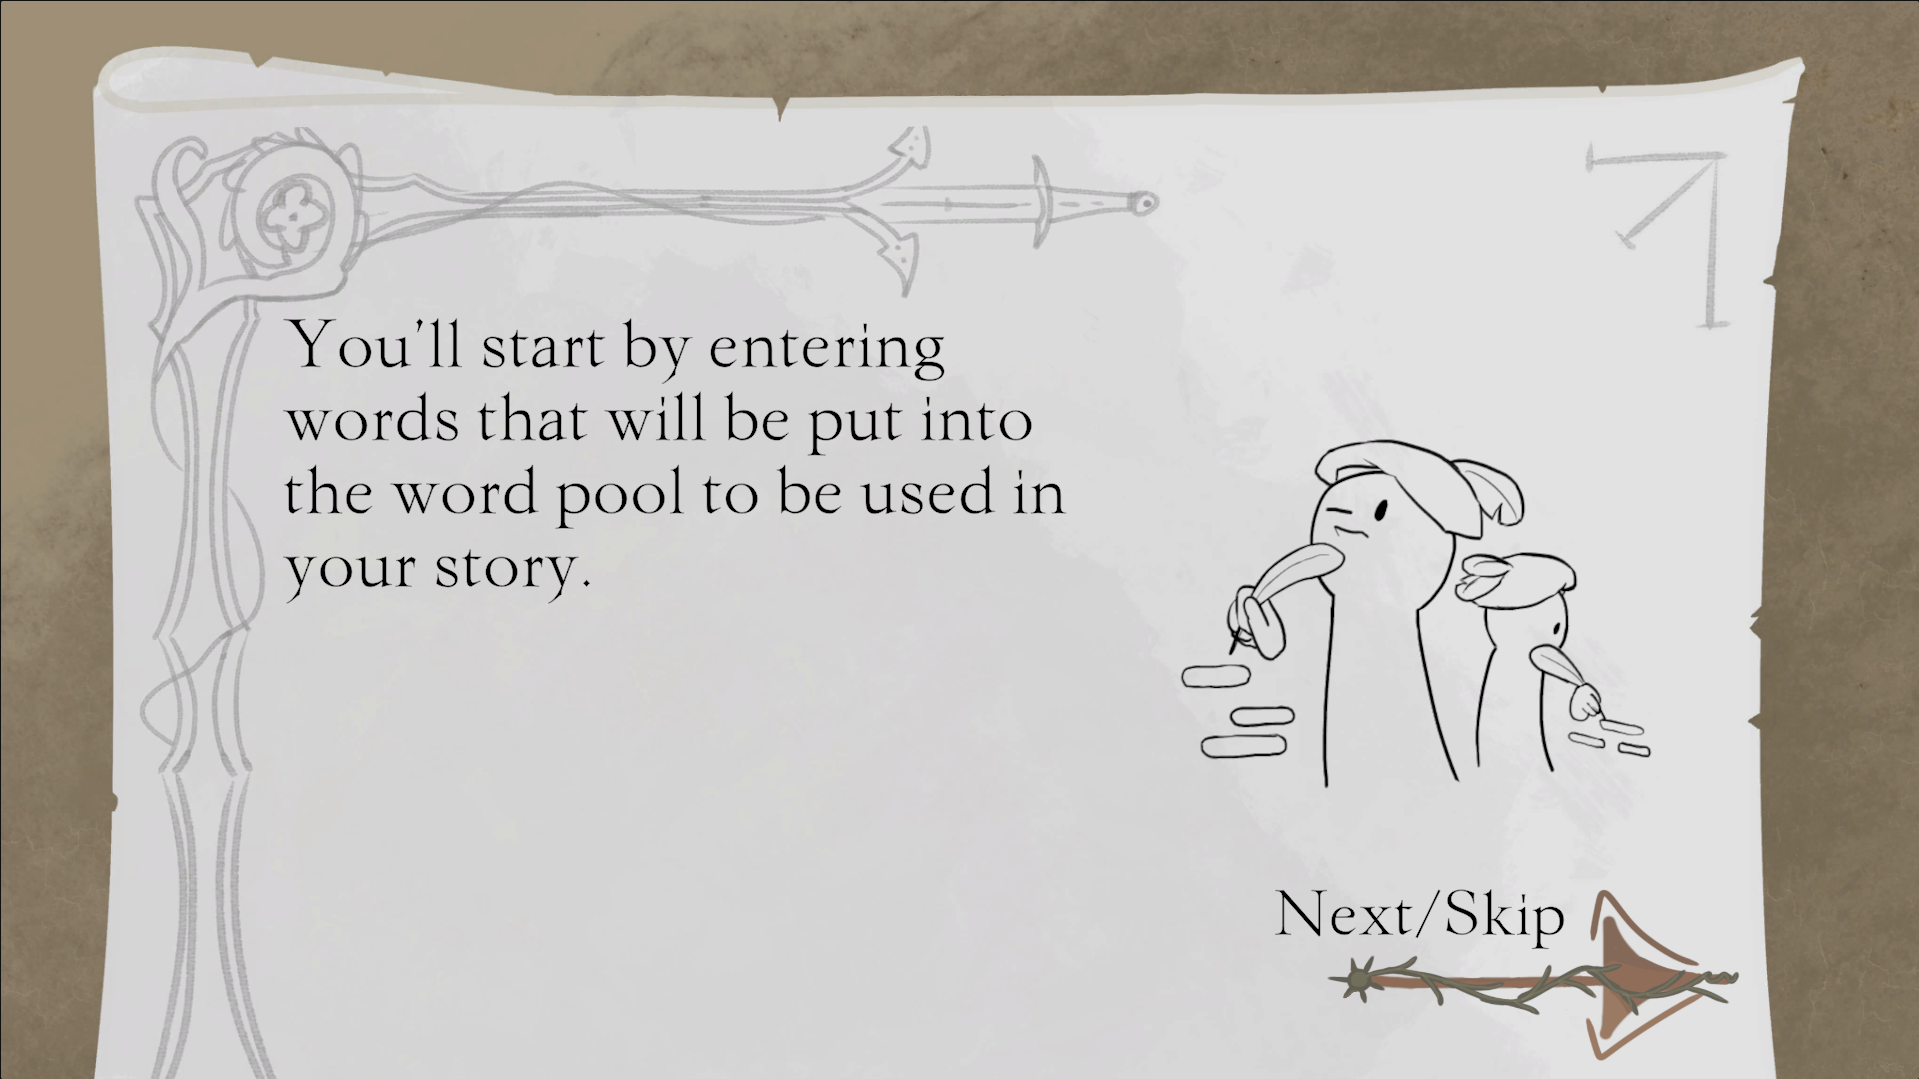 You'll start by entering
words that will be put into
the word pool to be used in
your story.
Next/Skip